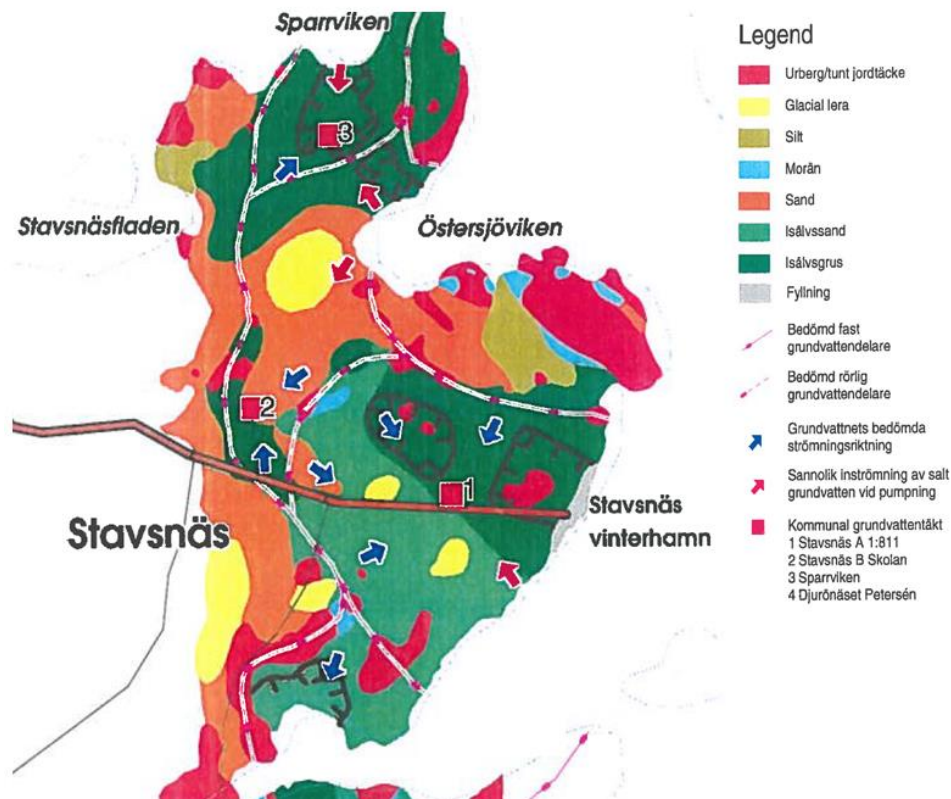 Sparrviken
3
Stavsnäsfladen
Östersjöviken
2
1
Stavsnäs
Stavsnäs
vinterhamn
Legend
Urberg/tunt jordtäcke
Glacial lera
Silt
Morän
Sand
Isälvssand
Isälvsgrus
Fyllning
Bedömd fast
grundvattendelare
Bedömd rörlig
grundvattendelare
Grundvattnets bedömda
strömningsriktning
Sannolik inströmning av salt
grundvatten vid pumpning
Kommunal grundvattentäkt
1 Stavsnäs A 1:811
2 Stavsnäs B Skolan
3 Sparrviken
4 Djurönäset Petersén